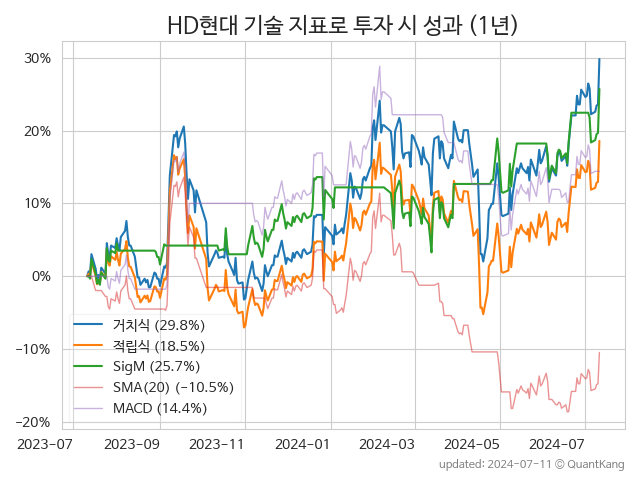 HD현대 기술 지표로 투자 시 성과 (1년)
30%
20%
10%
0%
−10%
−20%
거치식 (29.8%)
적립식 (18.5%)
SigM (25.7%)
SMA(20) (−10.5%)
MACD (14.4%)
2023-07 2023-09 2023-11 2024-01 2024-03 2024-05 2024-07
updated: 2024-07-11 © QuantKang